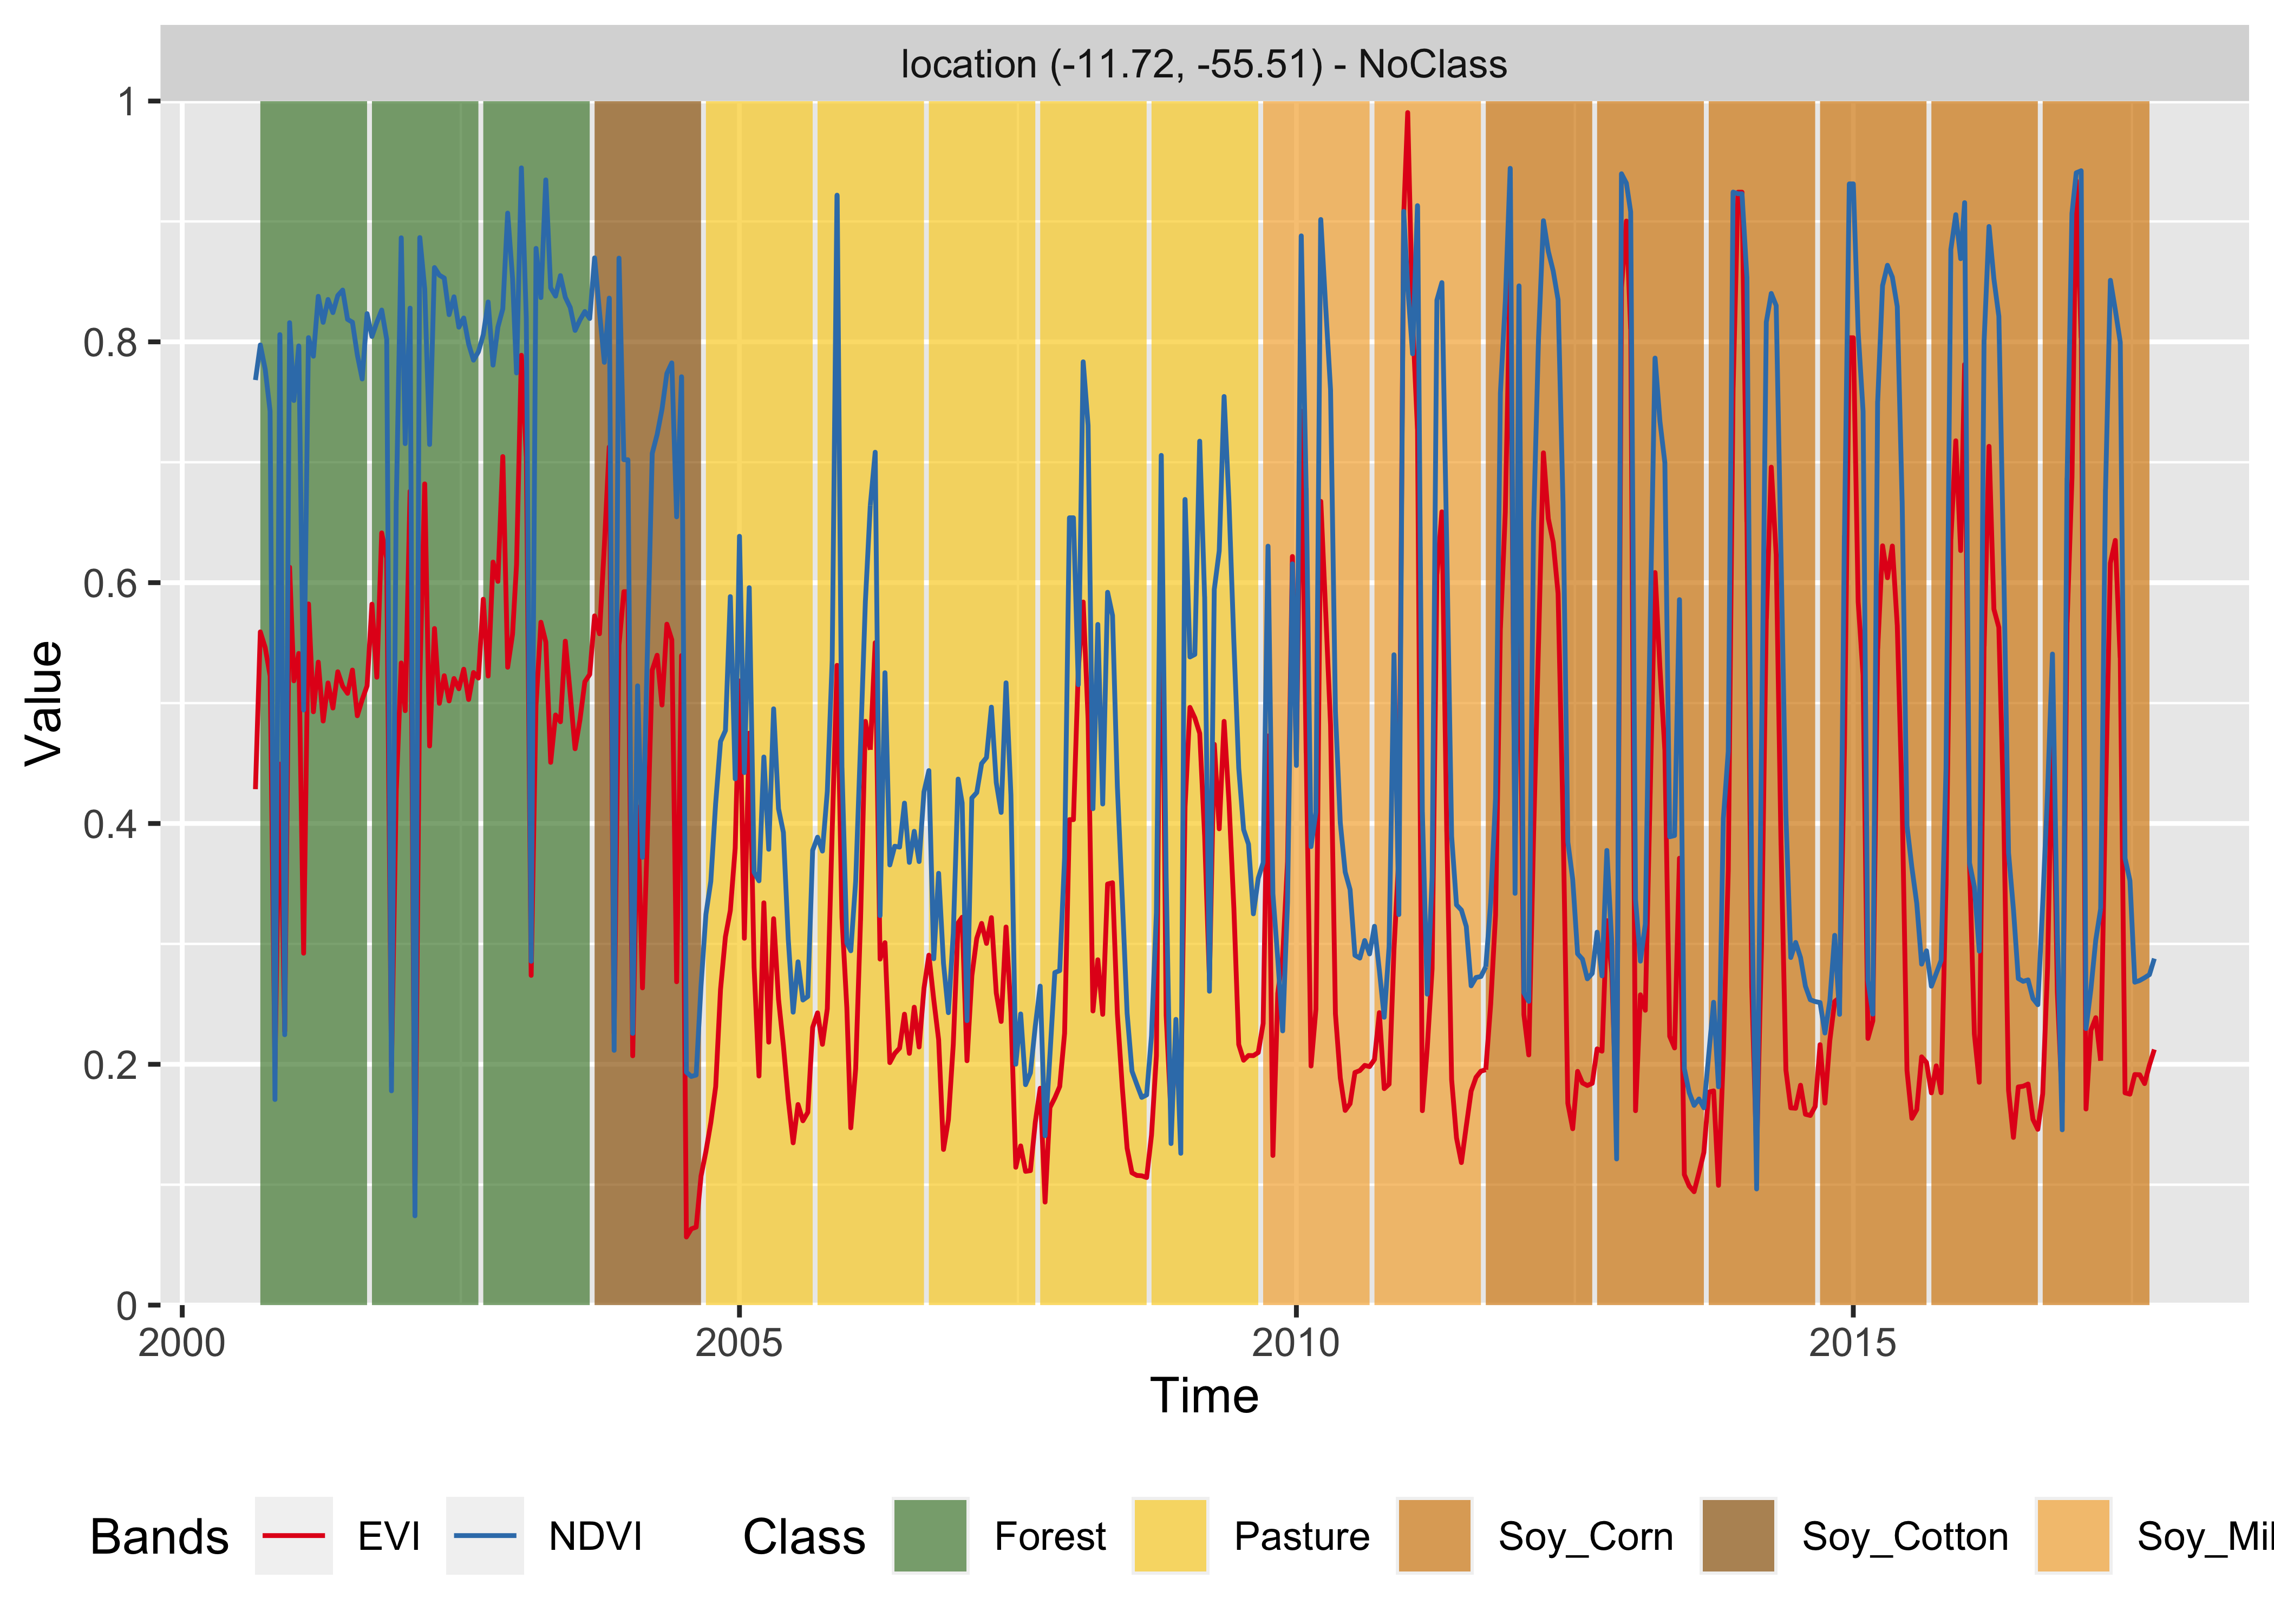 location (-11.72, -55.51) - NoClass
1
0.8
0.6
0.4
0.2
0
Value
2000 2005 2010 2015
Time
Bands EVI NDVI Class Forest Pasture Soy_Corn Soy_Cotton Soy_Mil